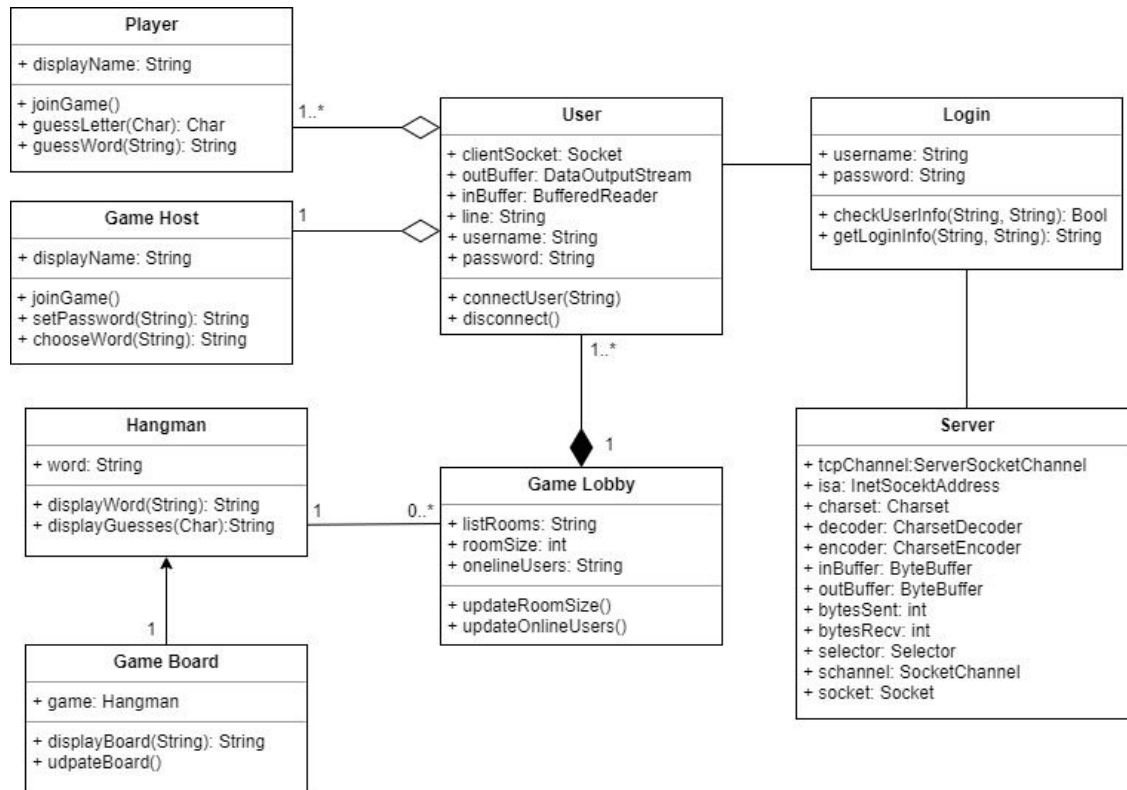 Player
+ displayName: String
+ joinGame()
+ guessLetter(Char): Char
+ guessWord(String): String
1..*
Game Host
+ displayName: String
+ joinGame()
+ setPassword(String): String
+ chooseWord(String): String
1
User
+ clientSocket: Socket
+ outBuffer: DataOutputStream
+ inBuffer: BufferedReader
+ line: String
+ username: String
+ password: String
+ connectUser(String)
+ disconnect()
1..*
Login
+ username: String
+ password: String
+ checkUserInfo(String, String): Bool
+ getLoginInfo(String, String): String
Hangman
+ word: String
+ displayWord(String): String
+ displayGuesses(Char):String
1
0..*
1
Game Lobby
+ listRooms: String
+ roomSize: int
+ onelineUsers: String
+ updateRoomSize()
+ updateOnlineUsers()
Server
+ tcpChannel:ServerSocketChannel
+ isa: InetSocektAddress
+ charset: Charset
+ decoder: CharsetDecoder
+ encoder: CharsetEncoder
+ inBuffer: ByteBuffer
+ outBuffer: ByteBuffer
+ bytesSent: int
+ bytesRecv: int
+ selector: Selector
+ schannel: SocketChannel
+ socket: Socket
1
Game Board
+ game: Hangman
+ displayBoard(String): String
+ udpateBoard()